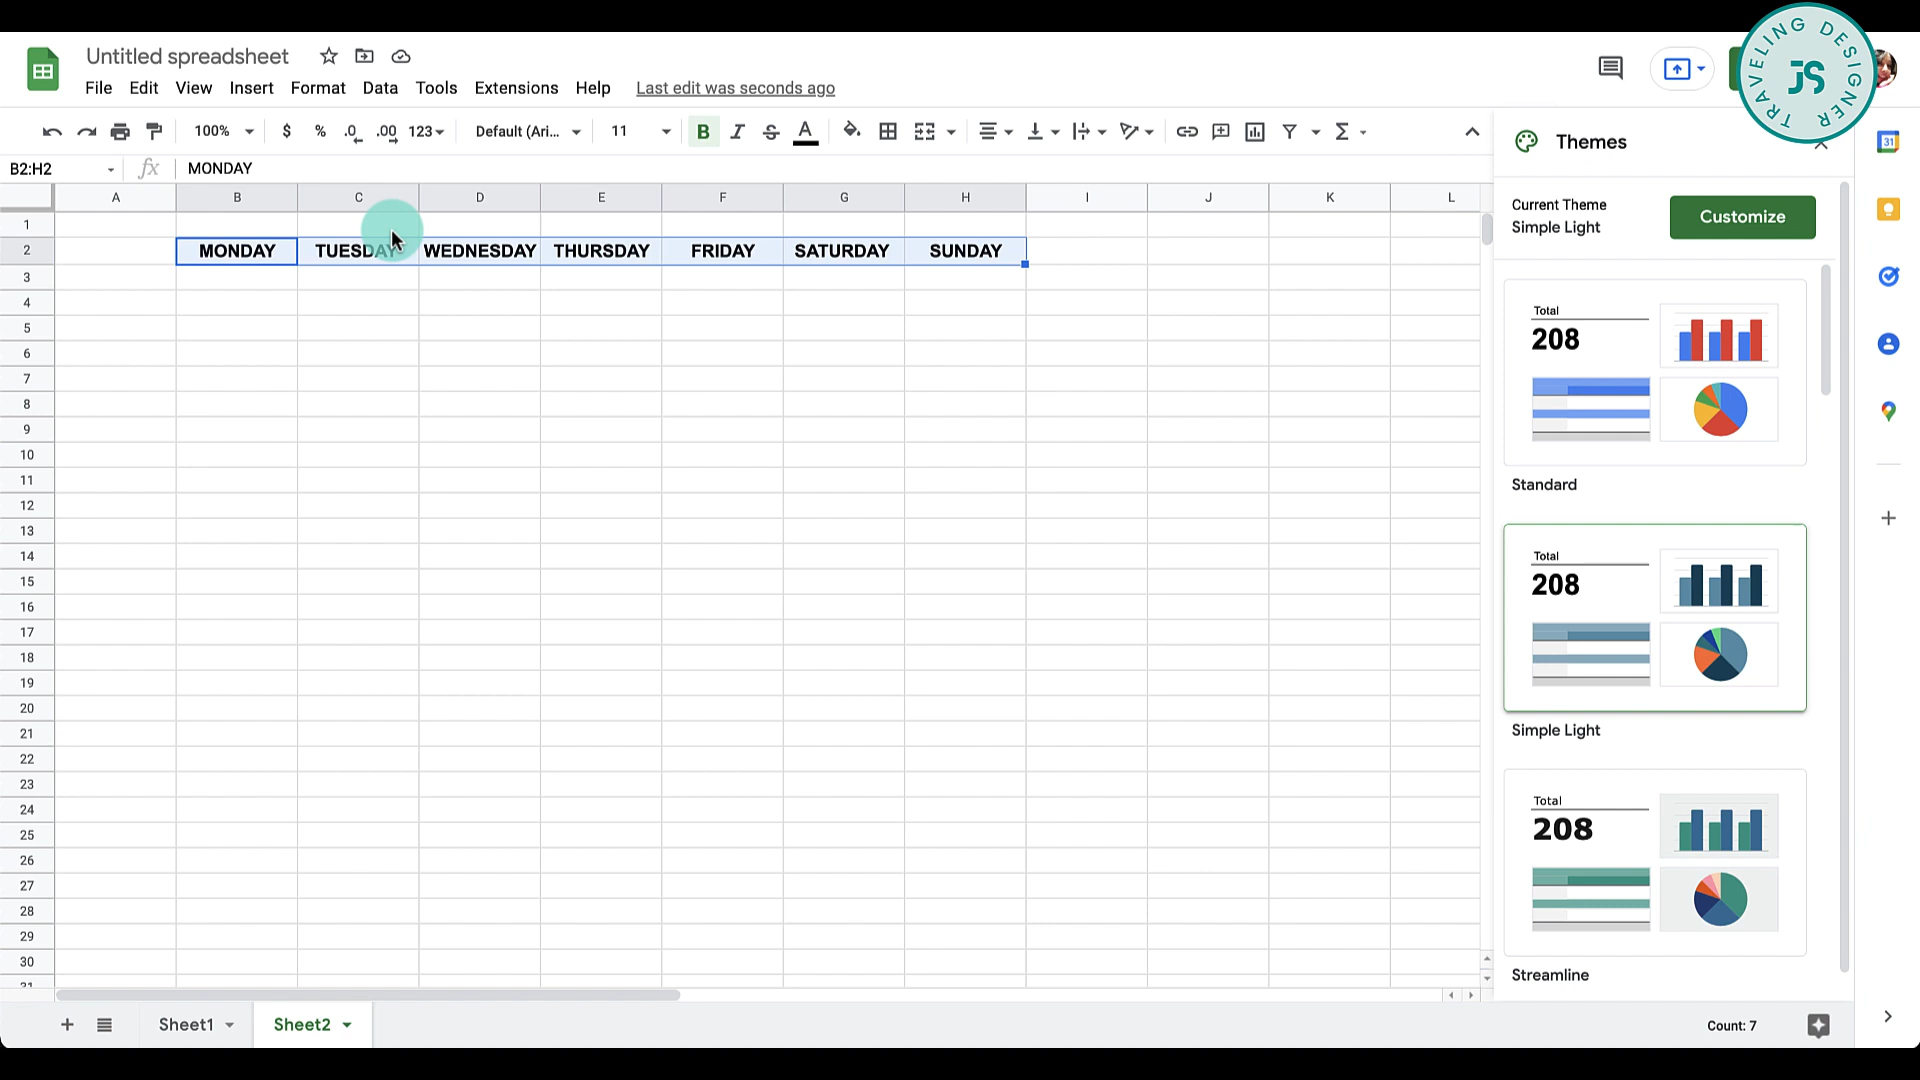 Untitled spreadsheet
File Edit View Insert Format Data Tools Extensions Help Last edit was seconds ago
TRAVELING DESIGNER
JS
100% $ % .0 .00 123 Default (Ari... 11 B I S A Σ
B2:H2 fx MONDAY
A B C D E F G H I J K L
1
2 MONDAY TUESDAY WEDNESDAY THURSDAY FRIDAY SATURDAY SUNDAY
3
4
5
6
7
8
9
10
11
12
13
14
15
16
17
18
19
20
21
22
23
24
25
26
27
28
29
30
31
Themes
Current Theme
Simple Light
Customize
Total
208
Standard
Total
208
Simple Light
Total
208
Streamline
31
Sheet1 Sheet2 Count: 7